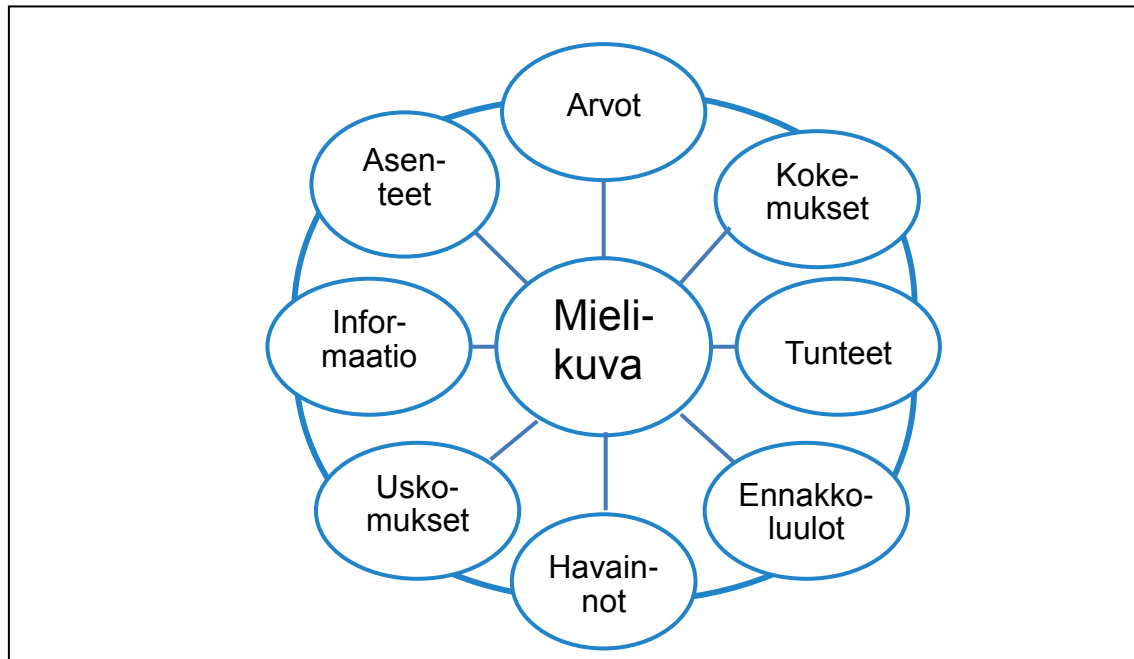 Arvot
Asen-
teet
Koke-
mukset
Infor-
maatio
Mieli-
kuva
Tunteet
Usko-
mukset
Ennakko-
luulot
Havain-
not